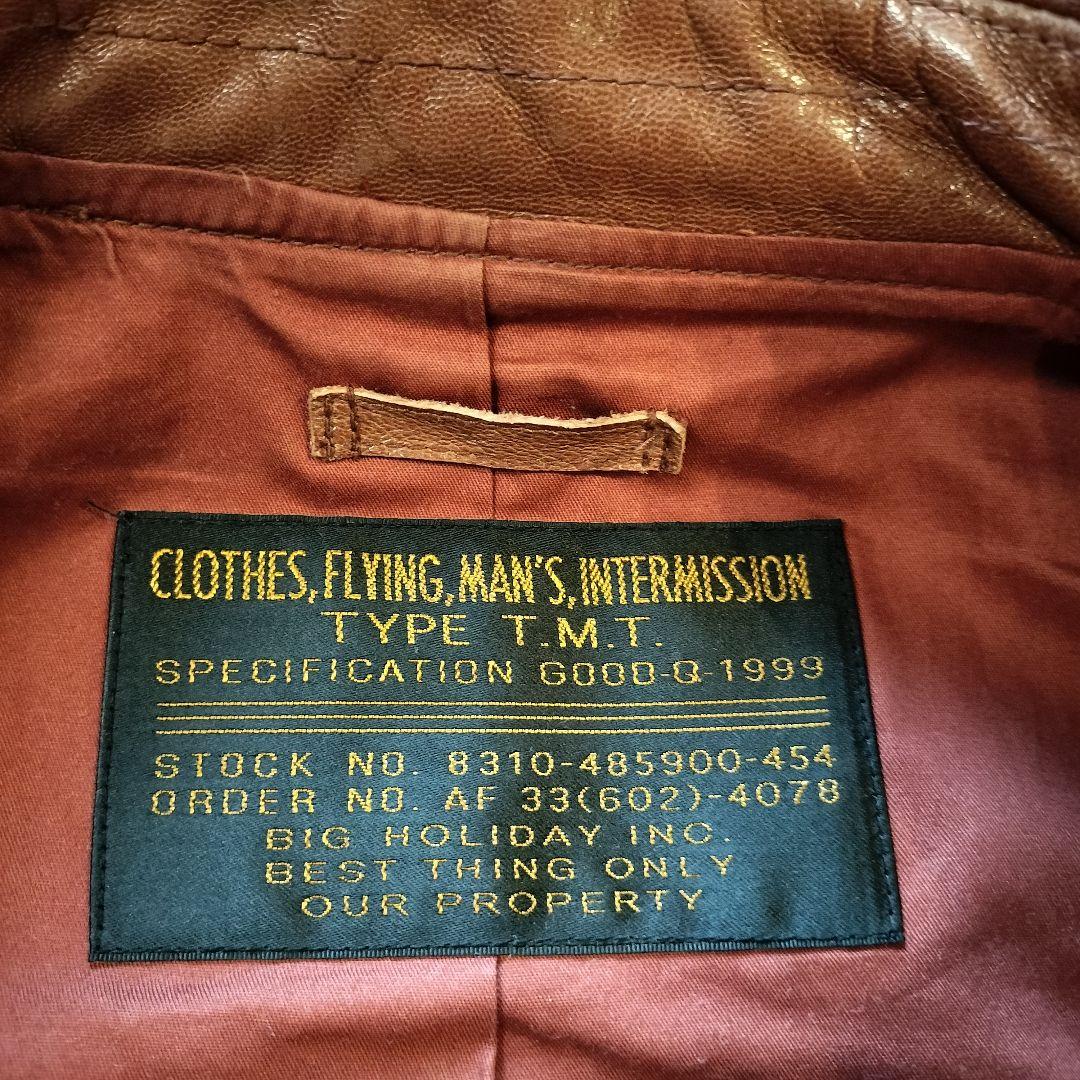 CLOTHES, FLYING, MAN'S, INTERMISSION
TYPE T.M.T.
SPECIFICATION GOOD-Q-1999
STOCK NO. 8310-485900-454
ORDER NO. AF 33(602)-4078
BIG HOLIDAY INC.
BEST THING ONLY
OUR PROPERTY